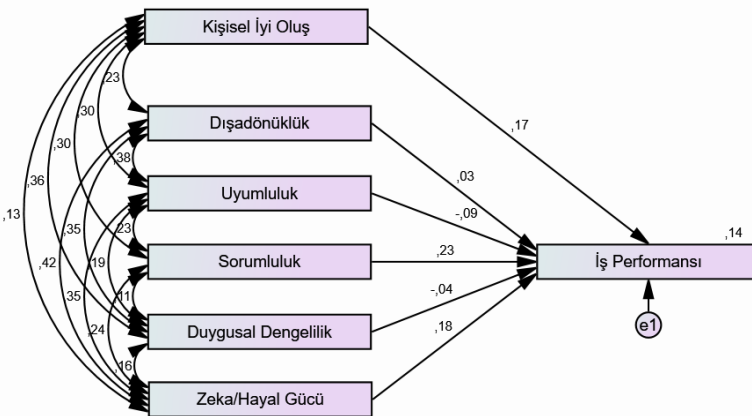 Kişisel İyi Oluş
,23
,17
,30
Dışadönüklük
,30
,38
,03
,36
Uyumluluk
,13
-,09
,35
,23
,14
,42
,19
Sorumluluk
,23
İş Performansı
,35
,11
-,04
,24
Duygusal Dengelilik
,18
e1
,16
Zeka/Hayal Gücü